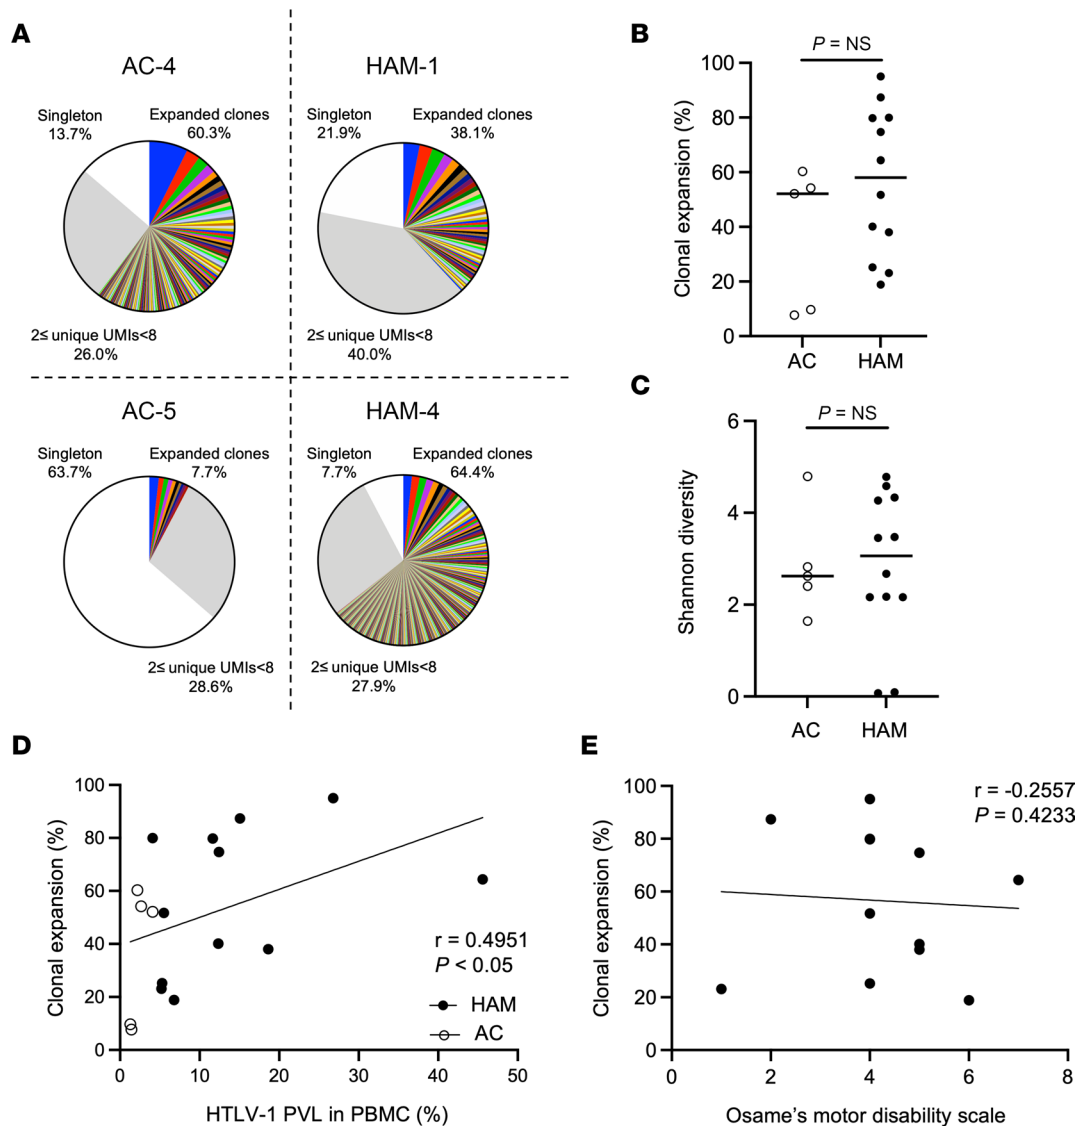 A
AC-4
HAM-1
Singleton
13.7%
Expanded clones
60.3%
Singleton
21.9%
Expanded clones
38.1%
2≤ unique UMIs<8
26.0%
2≤ unique UMIs<8
40.0%
AC-5
HAM-4
Singleton
63.7%
Expanded clones
7.7%
Singleton
7.7%
Expanded clones
64.4%
2≤ unique UMIs<8
28.6%
2≤ unique UMIs<8
27.9%
B
P = NS
Clonal expansion (%)
100
80
60
40
20
0
AC
HAM
C
P = NS
Shannon diversity
6
4
2
0
AC
HAM
D
Clonal expansion (%)
100
80
60
40
20
0
r = 0.4951
P < 0.05
HAM
AC
0
10
20
30
40
50
HTLV-1 PVL in PBMC (%)
E
Clonal expansion (%)
100
80
60
40
20
0
r = -0.2557
P = 0.4233
0
2
4
6
8
Osame's motor disability scale